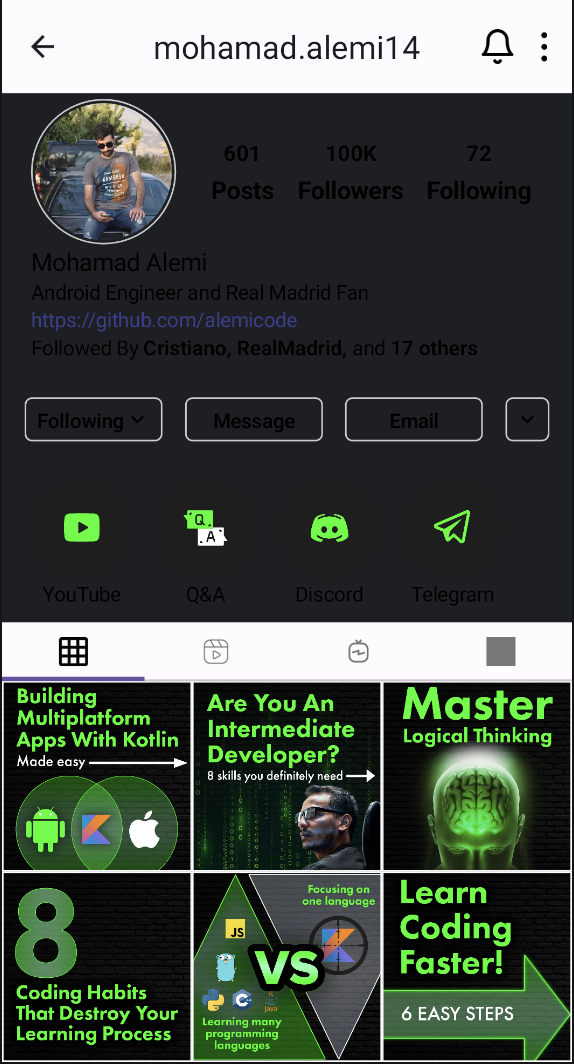 mohamad.alemi14
601 100K 72
Posts Followers Following
Mohamad Alemi
Android Engineer and Real Madrid Fan
https://github.com/alemicode
Followed By Cristiano, RealMadrid, and 17 others
Following Message Email
Q
A
YouTube Q&A Discord Telegram
Building
Multiplatform
Apps With Kotlin
Made easy
Are You An
Intermediate
Developer?
8 skills you definitely need
Master
Logical Thinking
8
Coding Habits
That Destroy Your
Learning Process
Focusing on
one language
JS
VS
C++
java
Learning many
programming
languages
Learn
Coding
Faster!
6 EASY STEPS